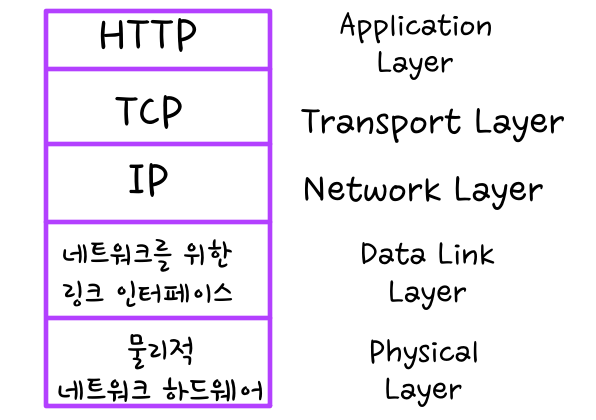 HTTP
Application
Layer
TCP
Transport Layer
IP
Network Layer
네트워크를 위한
링크 인터페이스
Data Link
Layer
물리적
네트워크 하드웨어
Physical
Layer